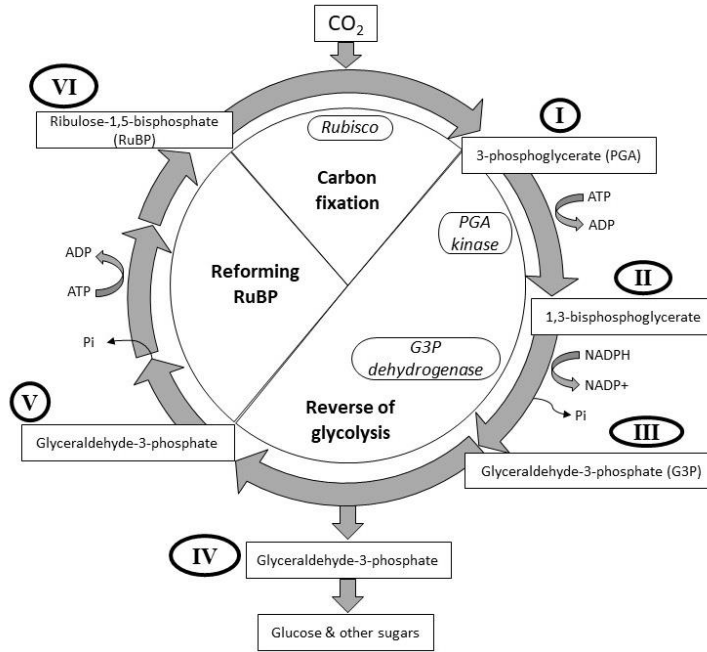 CO2
VI
Ribulose-1,5-bisphosphate
(RuBP)
Rubisco
Carbon
fixation
I
3-phosphoglycerate (PGA)
ATP
ADP
PGA
kinase
II
1,3-bisphosphoglycerate
ADP
ATP
Reforming
RuBP
Pi
NADPH
NADP+
G3P
dehydrogenase
Pi
Reverse of
glycolysis
V
Glyceraldehyde-3-phosphate
III
Glyceraldehyde-3-phosphate (G3P)
IV
Glyceraldehyde-3-phosphate
Glucose & other sugars